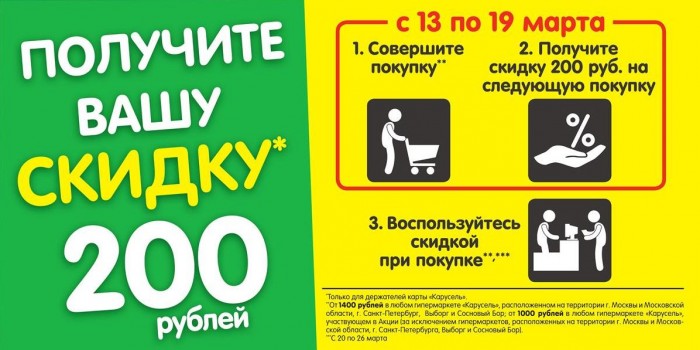 ПОЛУЧИТЕ
ВАШУ
СКИДКУ*
200
рублей
с 13 по 19 марта
1. Совершите
покупку**
2. Получите
скидку 200 руб. на
следующую покупку
%
3. Воспользуйтесь
скидкой
при покупке**,***
*Только для держателей карты «Карусель».
**От 1400 рублей в любом гипермаркете «Карусель», расположенном на территории г. Москвы и Московской
области, г. Санкт-Петербург, Выборг и Сосновый Бор; от 1000 рублей в любом гипермаркете «Карусель»,
участвующем в Акции (за исключением гипермаркетов, расположенных на территории г. Москвы и Москов-
ской области, г. Санкт-Петербурга, Выборг и Сосновый Бор).
***С 20 по 26 марта